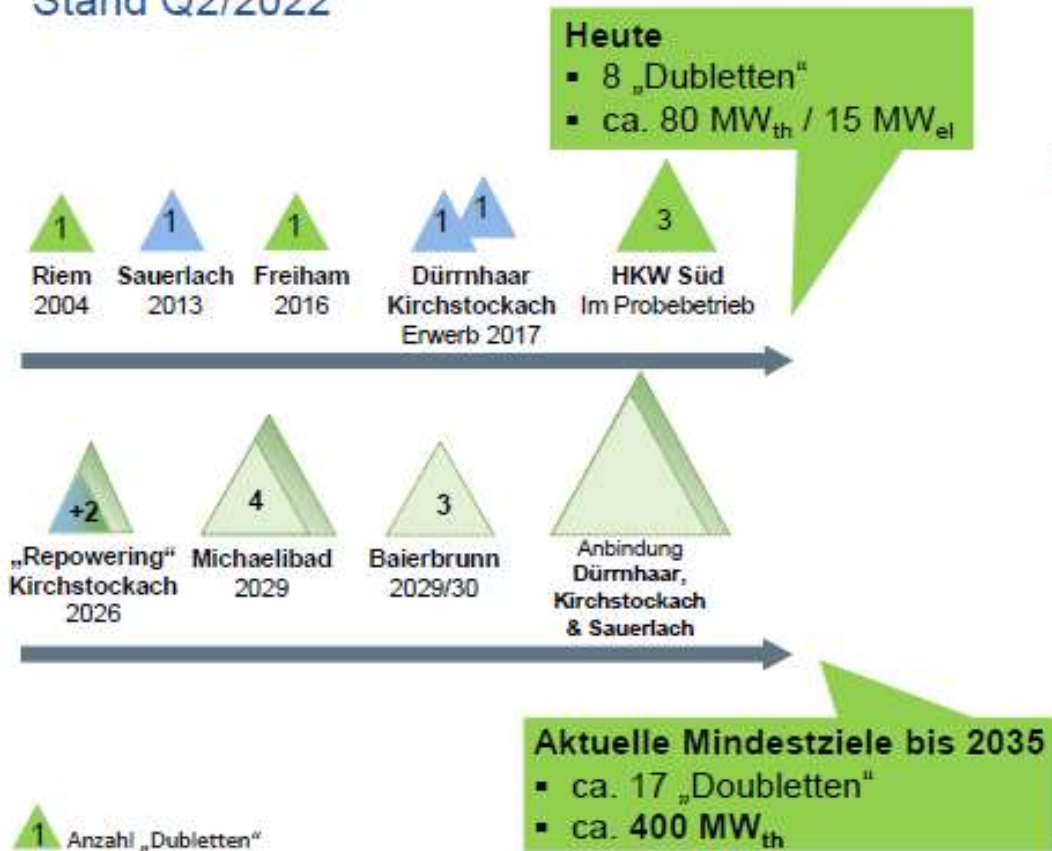 Stand Q2/2022
Heute
▪ 8 „Dubletten“
▪ ca. 80 MWth / 15 MWel
1
1
1
1
1
3
Riem
2004
Sauerlach
2013
Freiham
2016
Dürrnhaar
Kirchstockach
Erwerb 2017
HKW Süd
Im Probebetrieb
+2
4
3
„Repowering“
Kirchstockach
2026
Michaelibad
2029
Baierbrunn
2029/30
Anbindung
Dürrnhaar,
Kirchstockach
& Sauerlach
Aktuelle Mindestziele bis 2035
▪ ca. 17 „Doubletten“
▪ ca. 400 MWth
1 Anzahl „Dubletten“